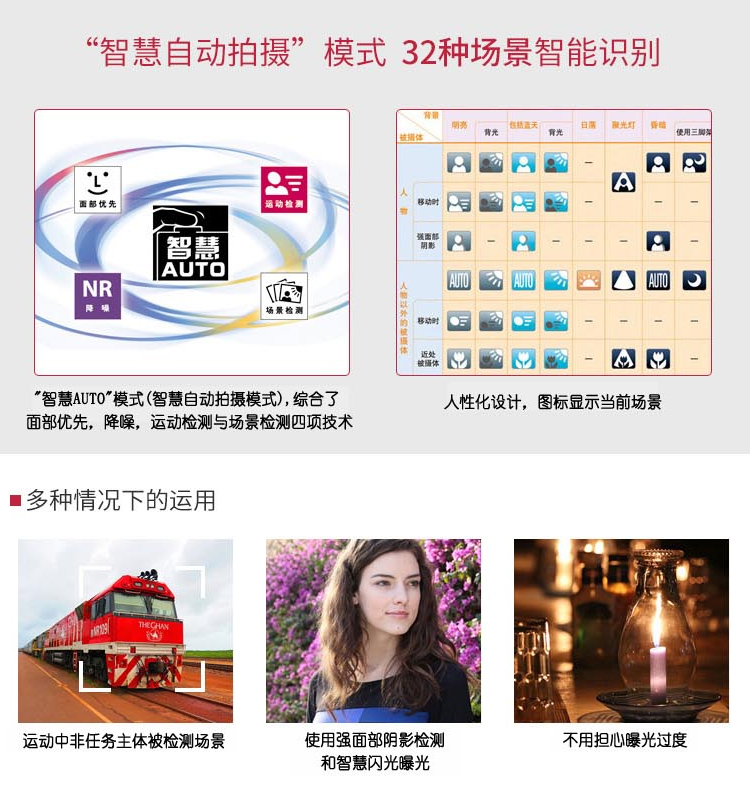 “智慧自动拍摄”模式 32种场景智能识别
面部优先
运动检测
智慧
AUTO
NR
降噪
场景检测
背景
被摄体
明亮
背光
包括蓝天
背光
日落
聚光灯
昏暗
使用三脚架
人物
移动时
强面部
阴影
人物以外的被摄体
AUTO
AUTO
AUTO
移动时
近处
被摄体
"智慧AUTO"模式(智慧自动拍摄模式),综合了
面部优先，降噪，运动检测与场景检测四项技术
人性化设计，图标显示当前场景
多种情况下的运用
THE GHAN
NR109
运动中非任务主体被检测场景
使用强面部阴影检测
和智慧闪光曝光
不用担心曝光过度